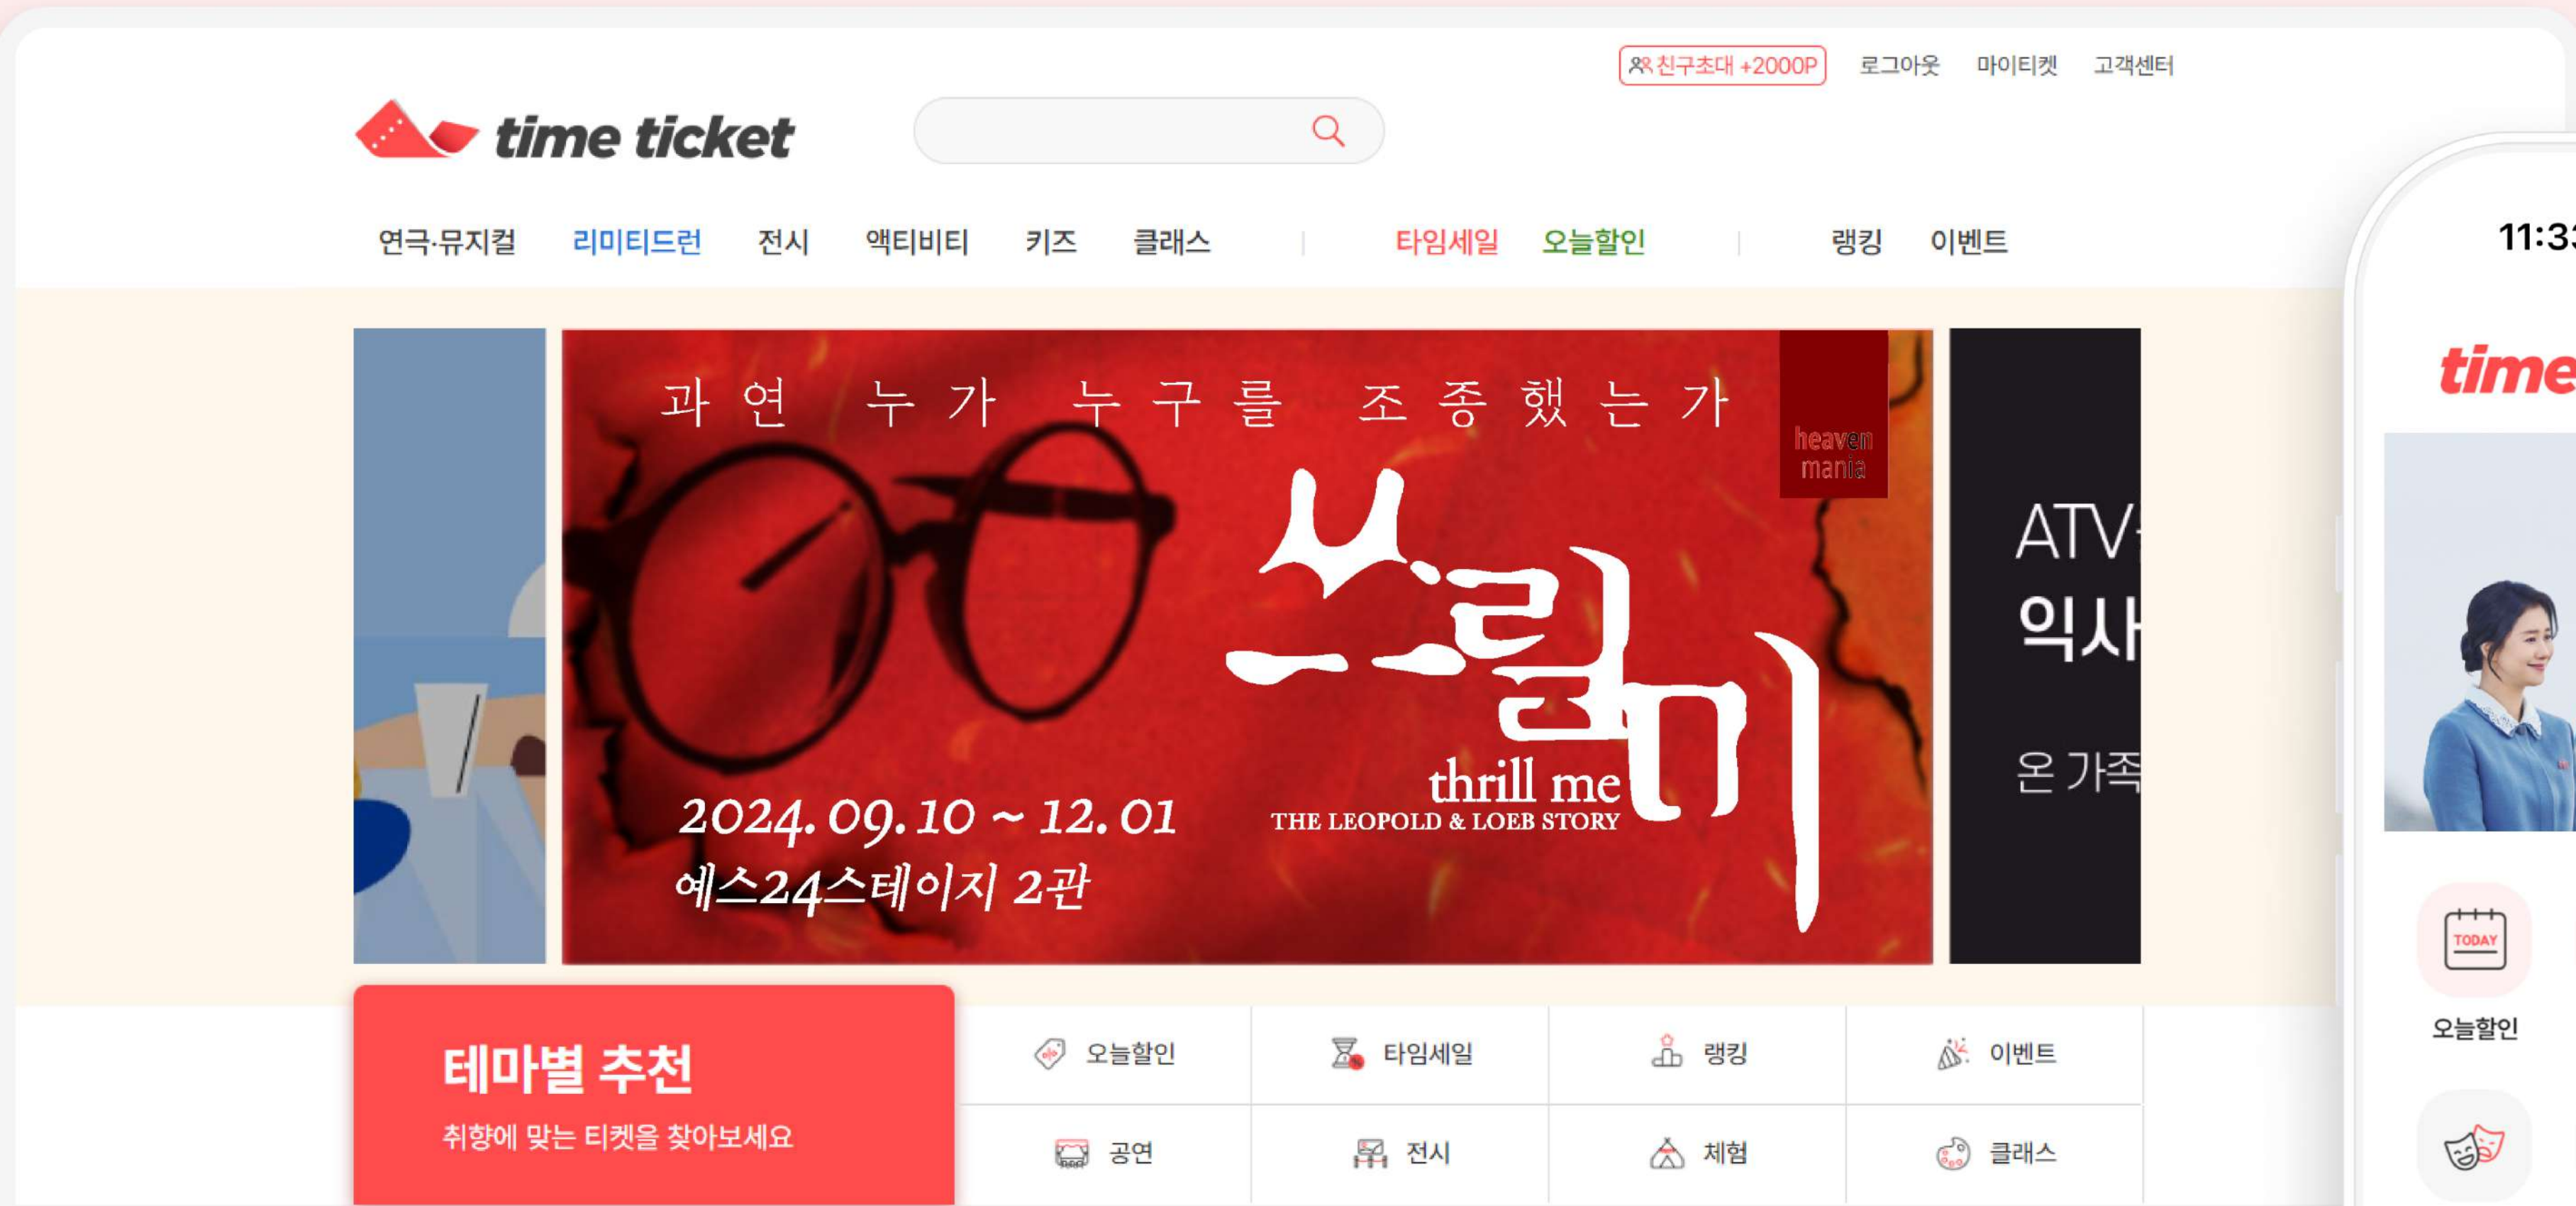 친구초대 +2000P 로그아웃 마이티켓 고객센터
time ticket
연극·뮤지컬 리미티드런 전시 액티비티 키즈 클래스 타임세일 오늘할인 랭킹 이벤트
과연 누가 누구를 조종했는가
heaven
mania
쓰릴미
thrill me
THE LEOPOLD & LOEB STORY
2024.09.10 ~ 12.01
예스24스테이지 2관
ATV
익사
온 가족
테마별 추천
취향에 맞는 티켓을 찾아보세요
오늘할인 타임세일 랭킹 이벤트
공연 전시 체험 클래스
11:33
time
TODAY
오늘할인